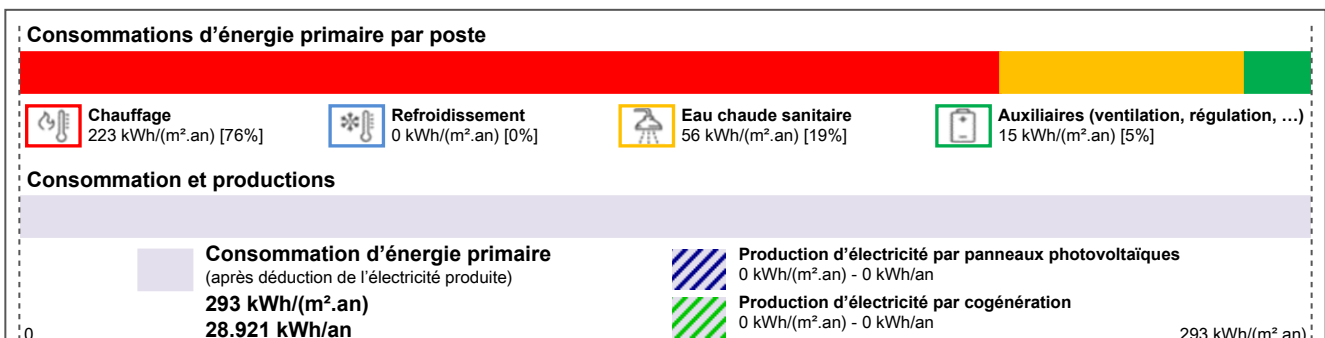 Consommations d'énergie primaire par poste
Chauffage
223 kWh/(m².an) [76%]
Refroidissement
0 kWh/(m².an) [0%]
Eau chaude sanitaire
56 kWh/(m².an) [19%]
Auxiliaires (ventilation, régulation, …)
15 kWh/(m².an) [5%]
Consommation et productions
Consommation d'énergie primaire
(après déduction de l'électricité produite)
293 kWh/(m².an)
28.921 kWh/an
Production d'électricité par panneaux photovoltaïques
0 kWh/(m².an) - 0 kWh/an
Production d'électricité par cogénération
0 kWh/(m².an) - 0 kWh/an
0
293 kWh/(m².an)